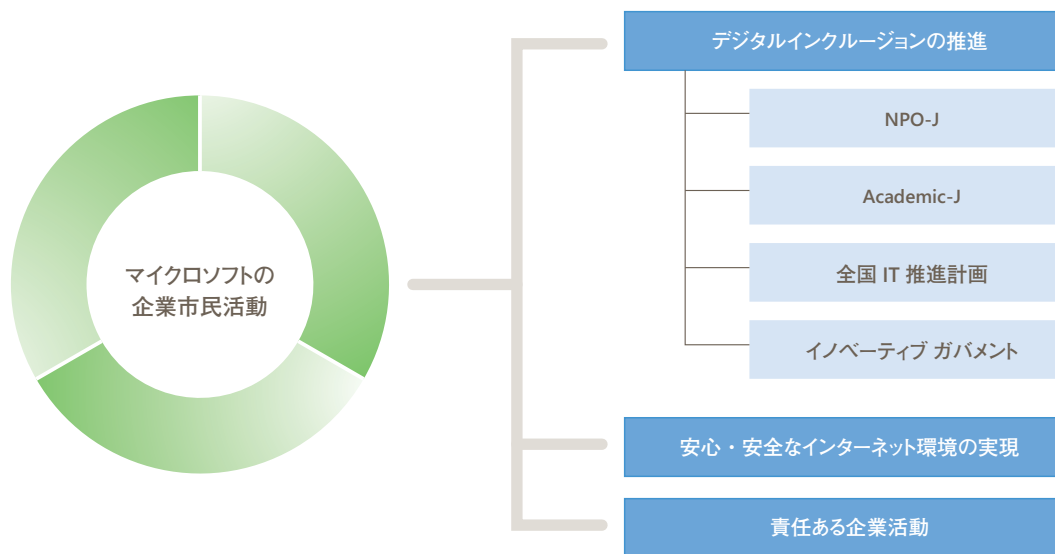 マイクロソフトの
企業市民活動
デジタルインクルージョンの推進
NPO-J
Academic-J
全国 IT 推進計画
イノベーティブ ガバメント
安心・安全なインターネット環境の実現
責任ある企業活動